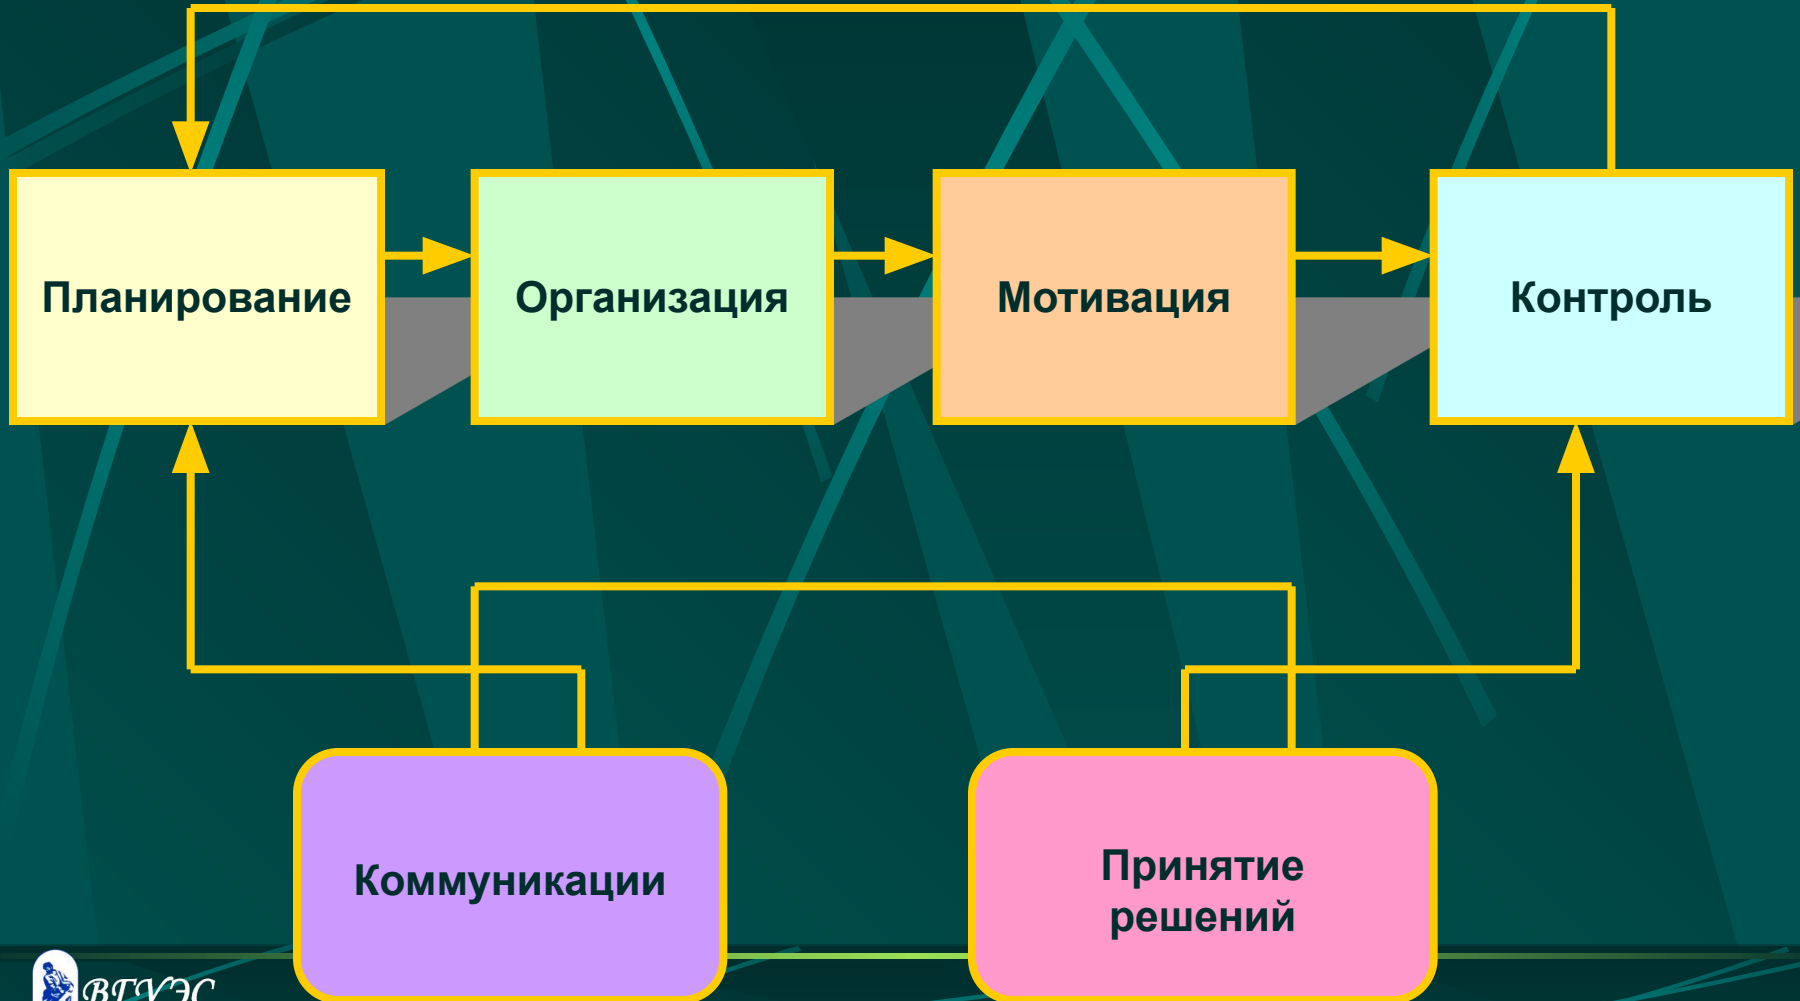 Планирование
Организация
Мотивация
Контроль
Коммуникации
Принятие
решений
ВГУЭС